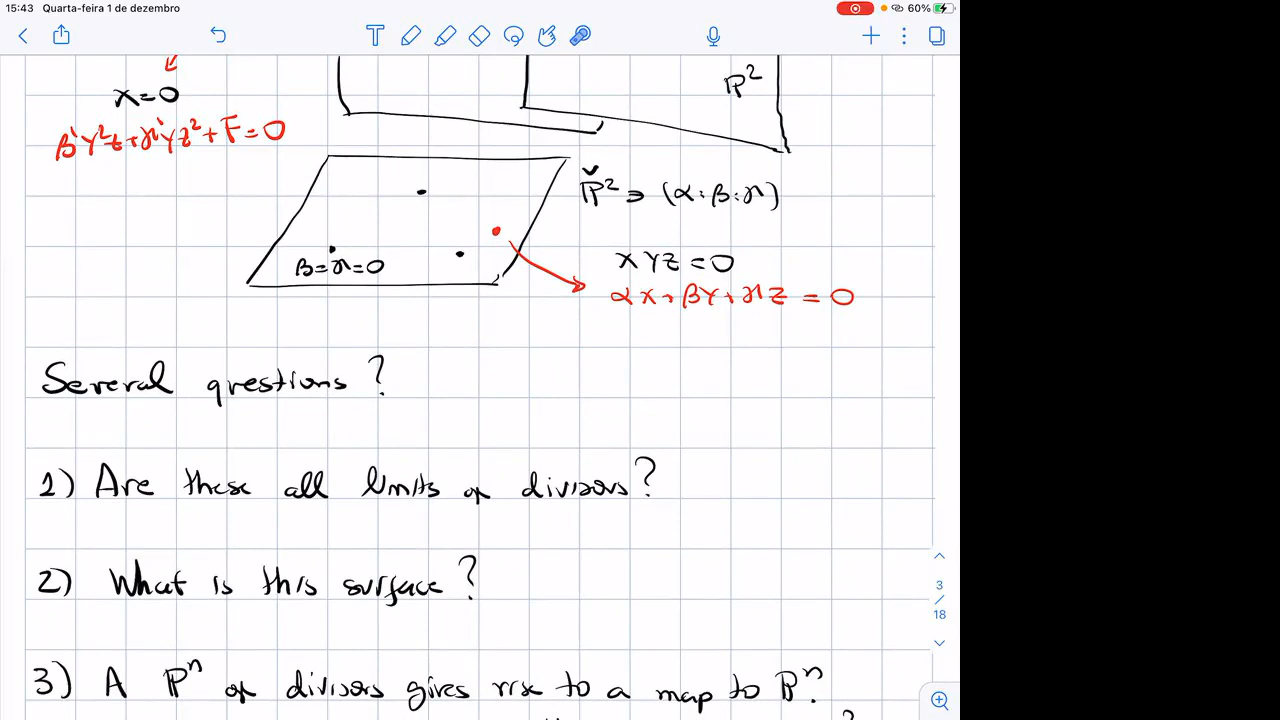 15:43 Quarta-feira 1 de dezembro
60%
x=0
β'Y²Z+γ'YZ²+F=0
P²
P̌² ∋ (α:β:γ)
β=γ=0
XYZ=0
αX+βY+γZ=0
Several questions?
1) Are these all limits of divisors?
2) What is this surface?
3) A Pⁿ of divisors gives rise to a map to Pⁿ.
3
/
18